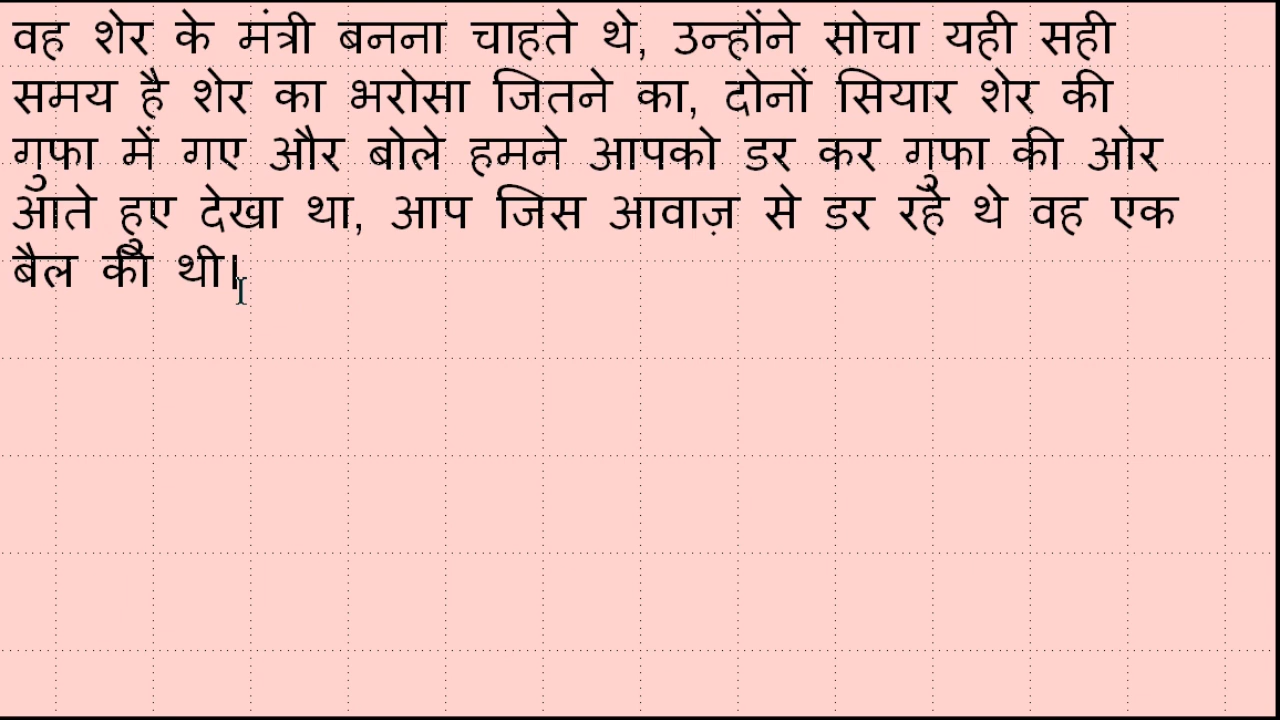 वह शेर के मंत्री बनना चाहते थे, उन्होंने सोचा यही सही
समय है शेर का भरोसा जितने का, दोनों सियार शेर की
गुफा में गए और बोले हमने आपको डर कर गुफा की ओर
आते हुए देखा था, आप जिस आवाज़ से डर रहे थे वह एक
बैल की थी।